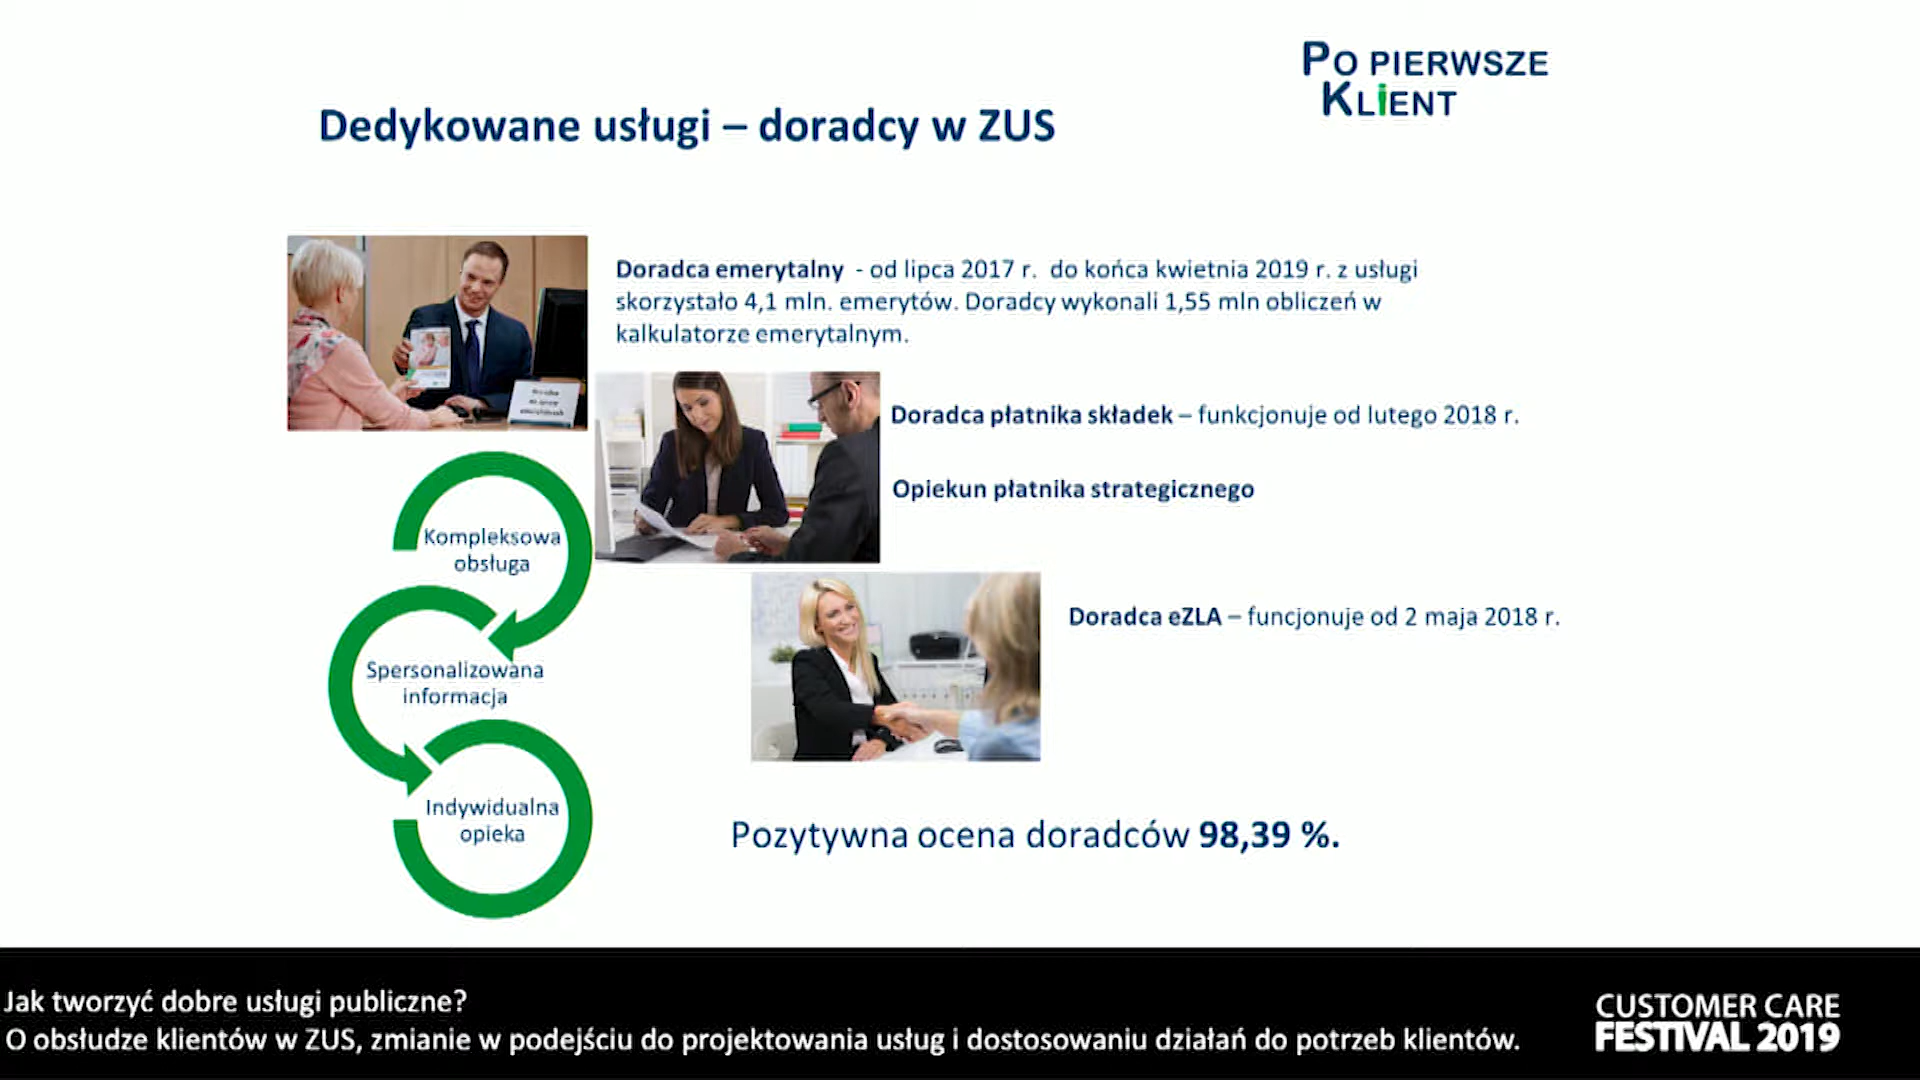 PO PIERWSZE
KLiENT
Dedykowane usługi – doradcy w ZUS
Doradca emerytalny - od lipca 2017 r. do końca kwietnia 2019 r. z usługi
skorzystało 4,1 mln. emerytów. Doradcy wykonali 1,55 mln obliczeń w
kalkulatorze emerytalnym.
Doradca płatnika składek – funkcjonuje od lutego 2018 r.
Opiekun płatnika strategicznego
Kompleksowa
obsługa
Spersonalizowana
informacja
Indywidualna
opieka
Doradca eZLA – funcjonuje od 2 maja 2018 r.
Pozytywna ocena doradców 98,39 %.
Jak tworzyć dobre usługi publiczne?
O obsłudze klientów w ZUS, zmianie w podejściu do projektowania usług i dostosowaniu działań do potrzeb klientów.
CUSTOMER CARE
FESTIVAL 2019